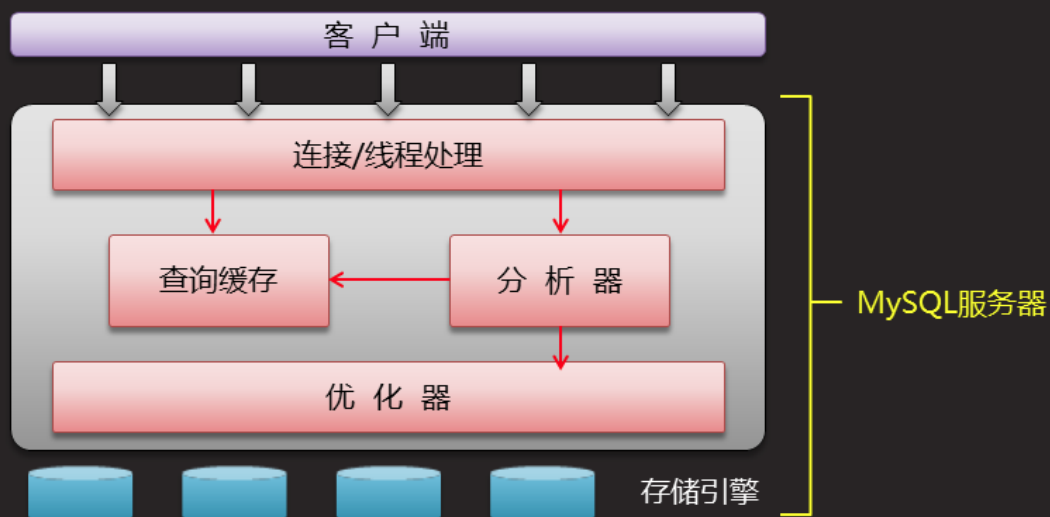 客 户 端
连接/线程处理
查询缓存
分 析 器
MySQL服务器
优 化 器
存储引擎